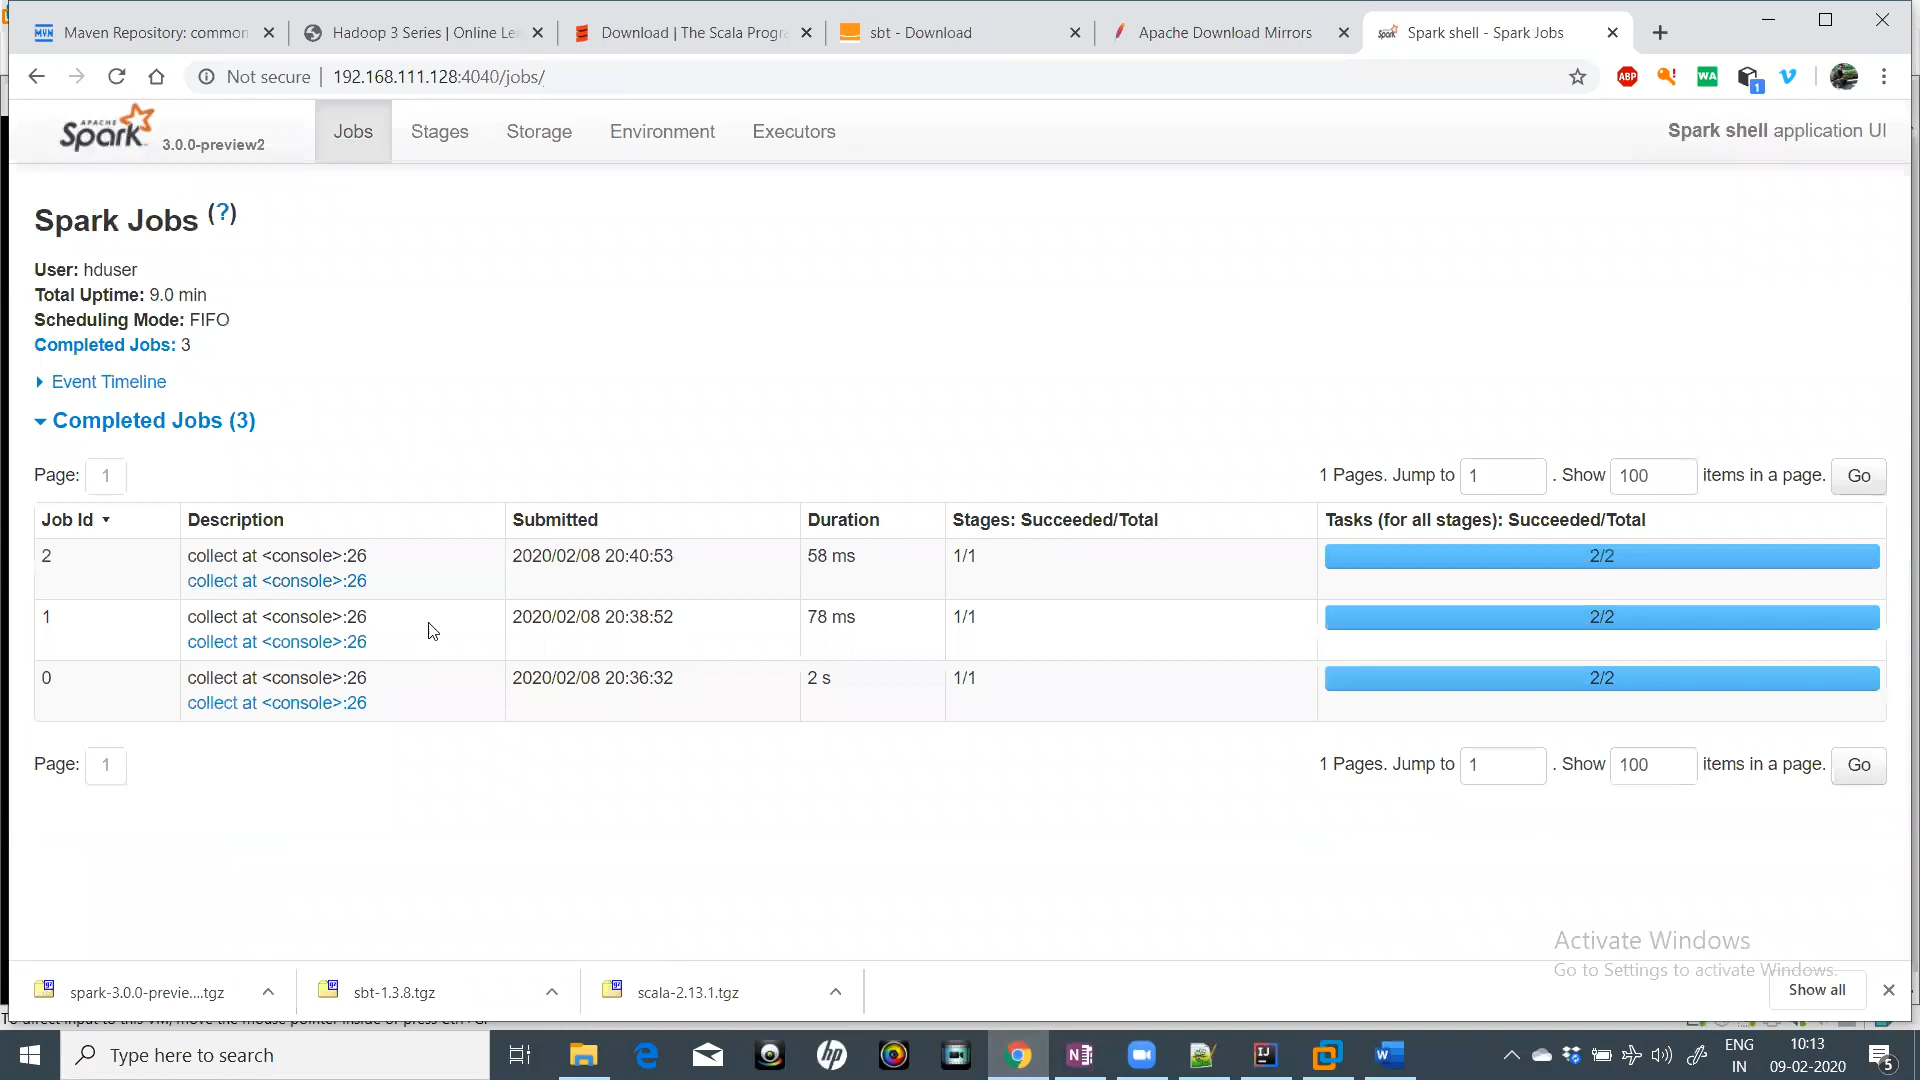 Maven Repository: common
Hadoop 3 Series | Online Le
Download | The Scala Progra
sbt - Download
Apache Download Mirrors
Spark shell - Spark Jobs
Not secure | 192.168.111.128:4040/jobs/
APACHE Spark 3.0.0-preview2
Jobs Stages Storage Environment Executors
Spark shell application UI
Spark Jobs (?)
User: hduser
Total Uptime: 9.0 min
Scheduling Mode: FIFO
Completed Jobs: 3
Event Timeline
Completed Jobs (3)
Page: 1
1 Pages. Jump to 1 . Show 100 items in a page. Go
Job Id Description Submitted Duration Stages: Succeeded/Total Tasks (for all stages): Succeeded/Total
2 collect at <console>:26 2020/02/08 20:40:53 58 ms 1/1 2/2
collect at <console>:26
1 collect at <console>:26 2020/02/08 20:38:52 78 ms 1/1 2/2
collect at <console>:26
0 collect at <console>:26 2020/02/08 20:36:32 2 s 1/1 2/2
collect at <console>:26
Page: 1
1 Pages. Jump to 1 . Show 100 items in a page. Go
Activate Windows
Go to Settings to activate Windows.
spark-3.0.0-previe....tgz
sbt-1.3.8.tgz
scala-2.13.1.tgz
Show all
Type here to search
ENG
IN
10:13
09-02-2020
5